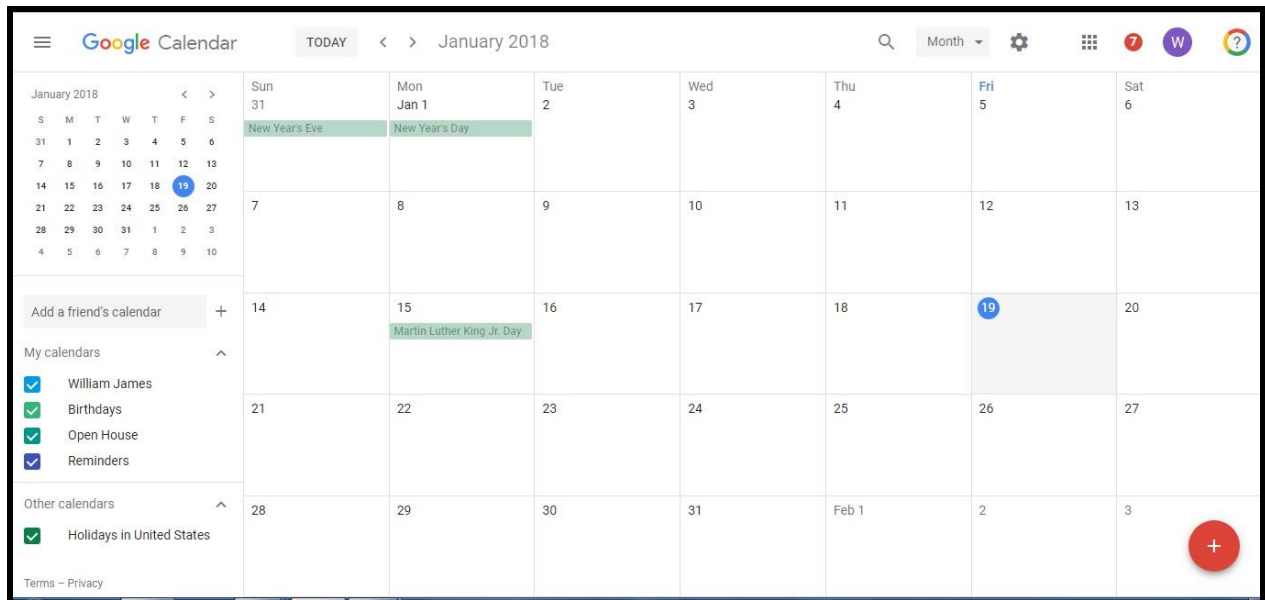 Google Calendar TODAY < > January 2018 Month 7 W ?
January 2018 < >
S M T W T F S
31 1 2 3 4 5 6
7 8 9 10 11 12 13
14 15 16 17 18 19 20
21 22 23 24 25 26 27
28 29 30 31 1 2 3
4 5 6 7 8 9 10
Add a friend's calendar +
My calendars
William James
Birthdays
Open House
Reminders
Other calendars
Holidays in United States
Terms – Privacy
Sun Mon Tue Wed Thu Fri Sat
31 Jan 1 2 3 4 5 6
New Year's Eve New Year's Day
7 8 9 10 11 12 13
14 15 16 17 18 19 20
Martin Luther King Jr. Day
21 22 23 24 25 26 27
28 29 30 31 Feb 1 2 3
+